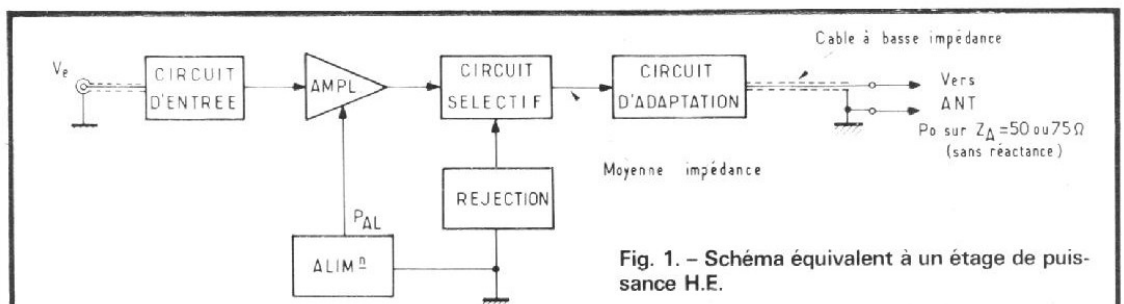 Cable à basse impédance
Ve
CIRCUIT
D'ENTREE
AMPL
CIRCUIT
SELECTIF
CIRCUIT
D'ADAPTATION
Vers
ANT
Po sur ZA = 50 ou 75 Ω
(sans réactance)
Moyenne impédance
REJECTION
PAL
ALIMn
Fig. 1. – Schéma équivalent à un étage de puis-
sance H.E.